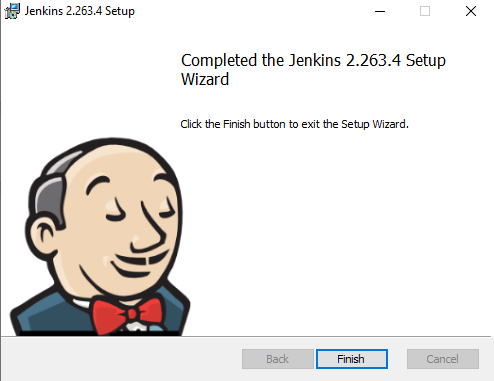 Jenkins 2.263.4 Setup
Completed the Jenkins 2.263.4 Setup
Wizard
Click the Finish button to exit the Setup Wizard.
Back
Finish
Cancel